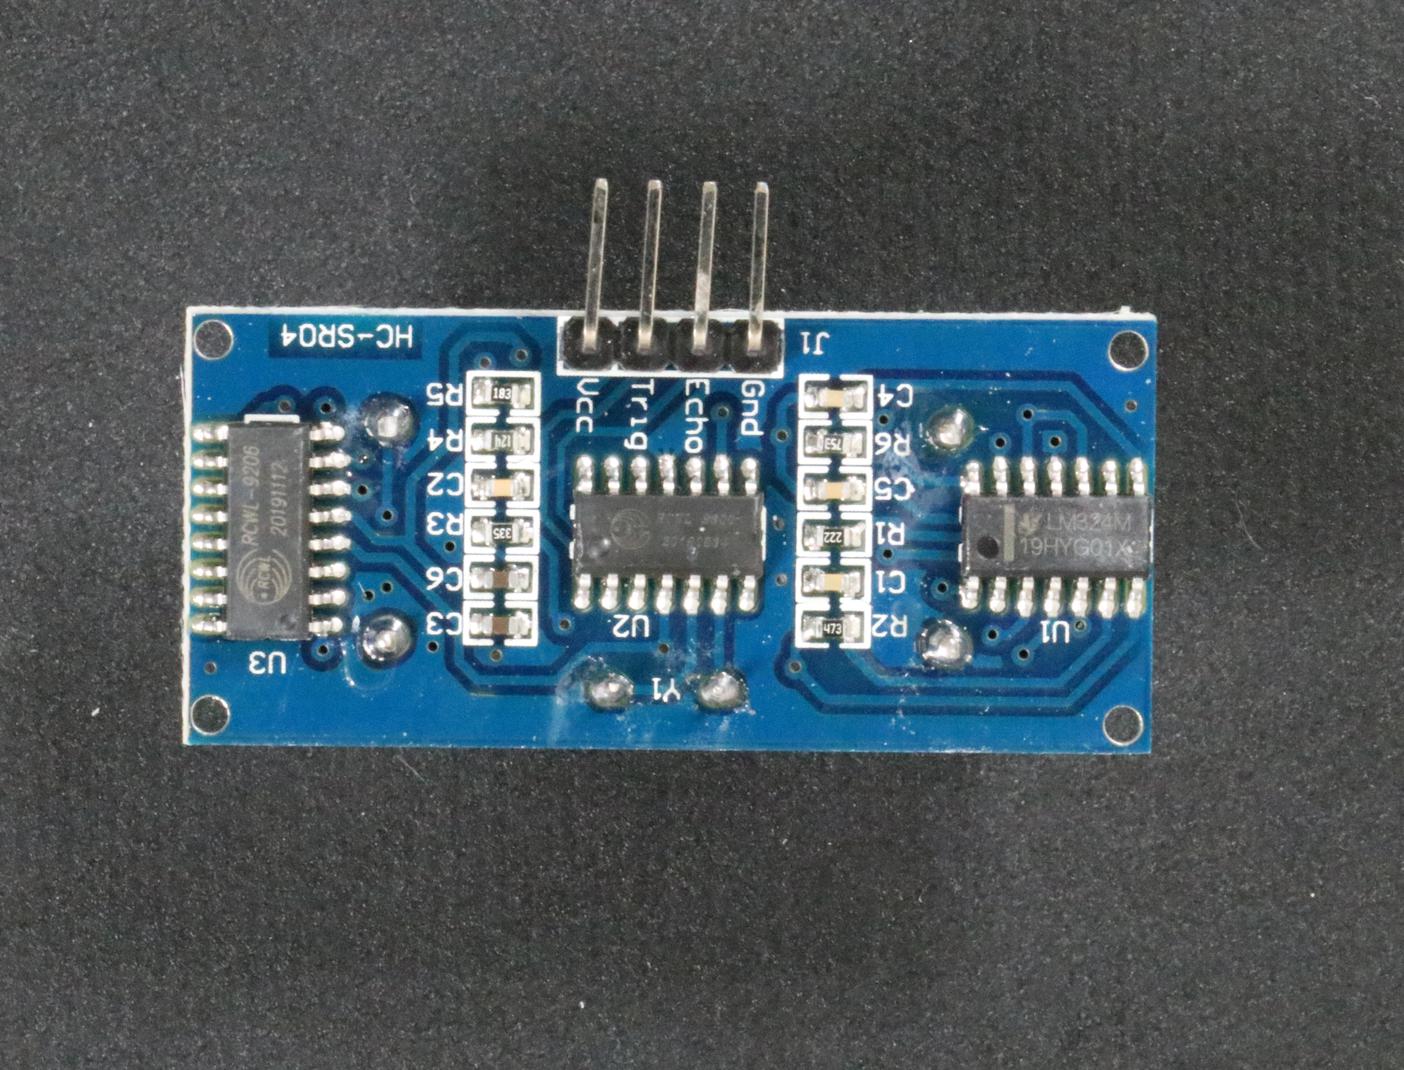 HC-SR04
J1
Vcc
Trig
Echo
Gnd
R5
183
R4
124
C2
R3
335
C6
C3
C4
R6
753
C5
R1
222
C1
R2
473
RCWL-9206
20191112
RCWL
U3
U2
Y1
LM324M
19HYG01X
U1